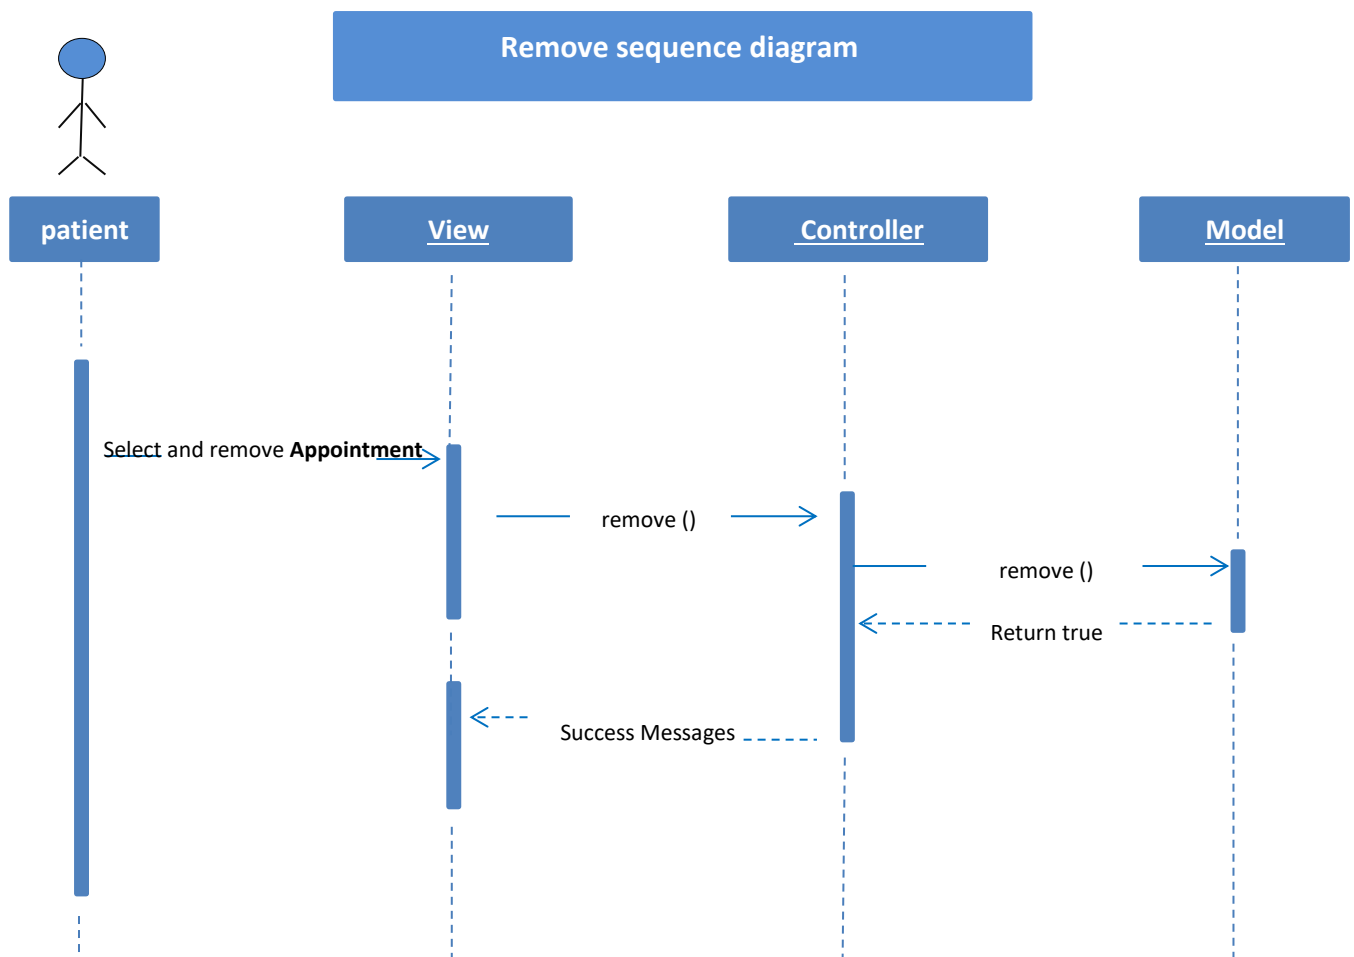 Remove sequence diagram
patient
View
Controller
Model
Select and remove Appointment
remove ()
remove ()
Return true
Success Messages